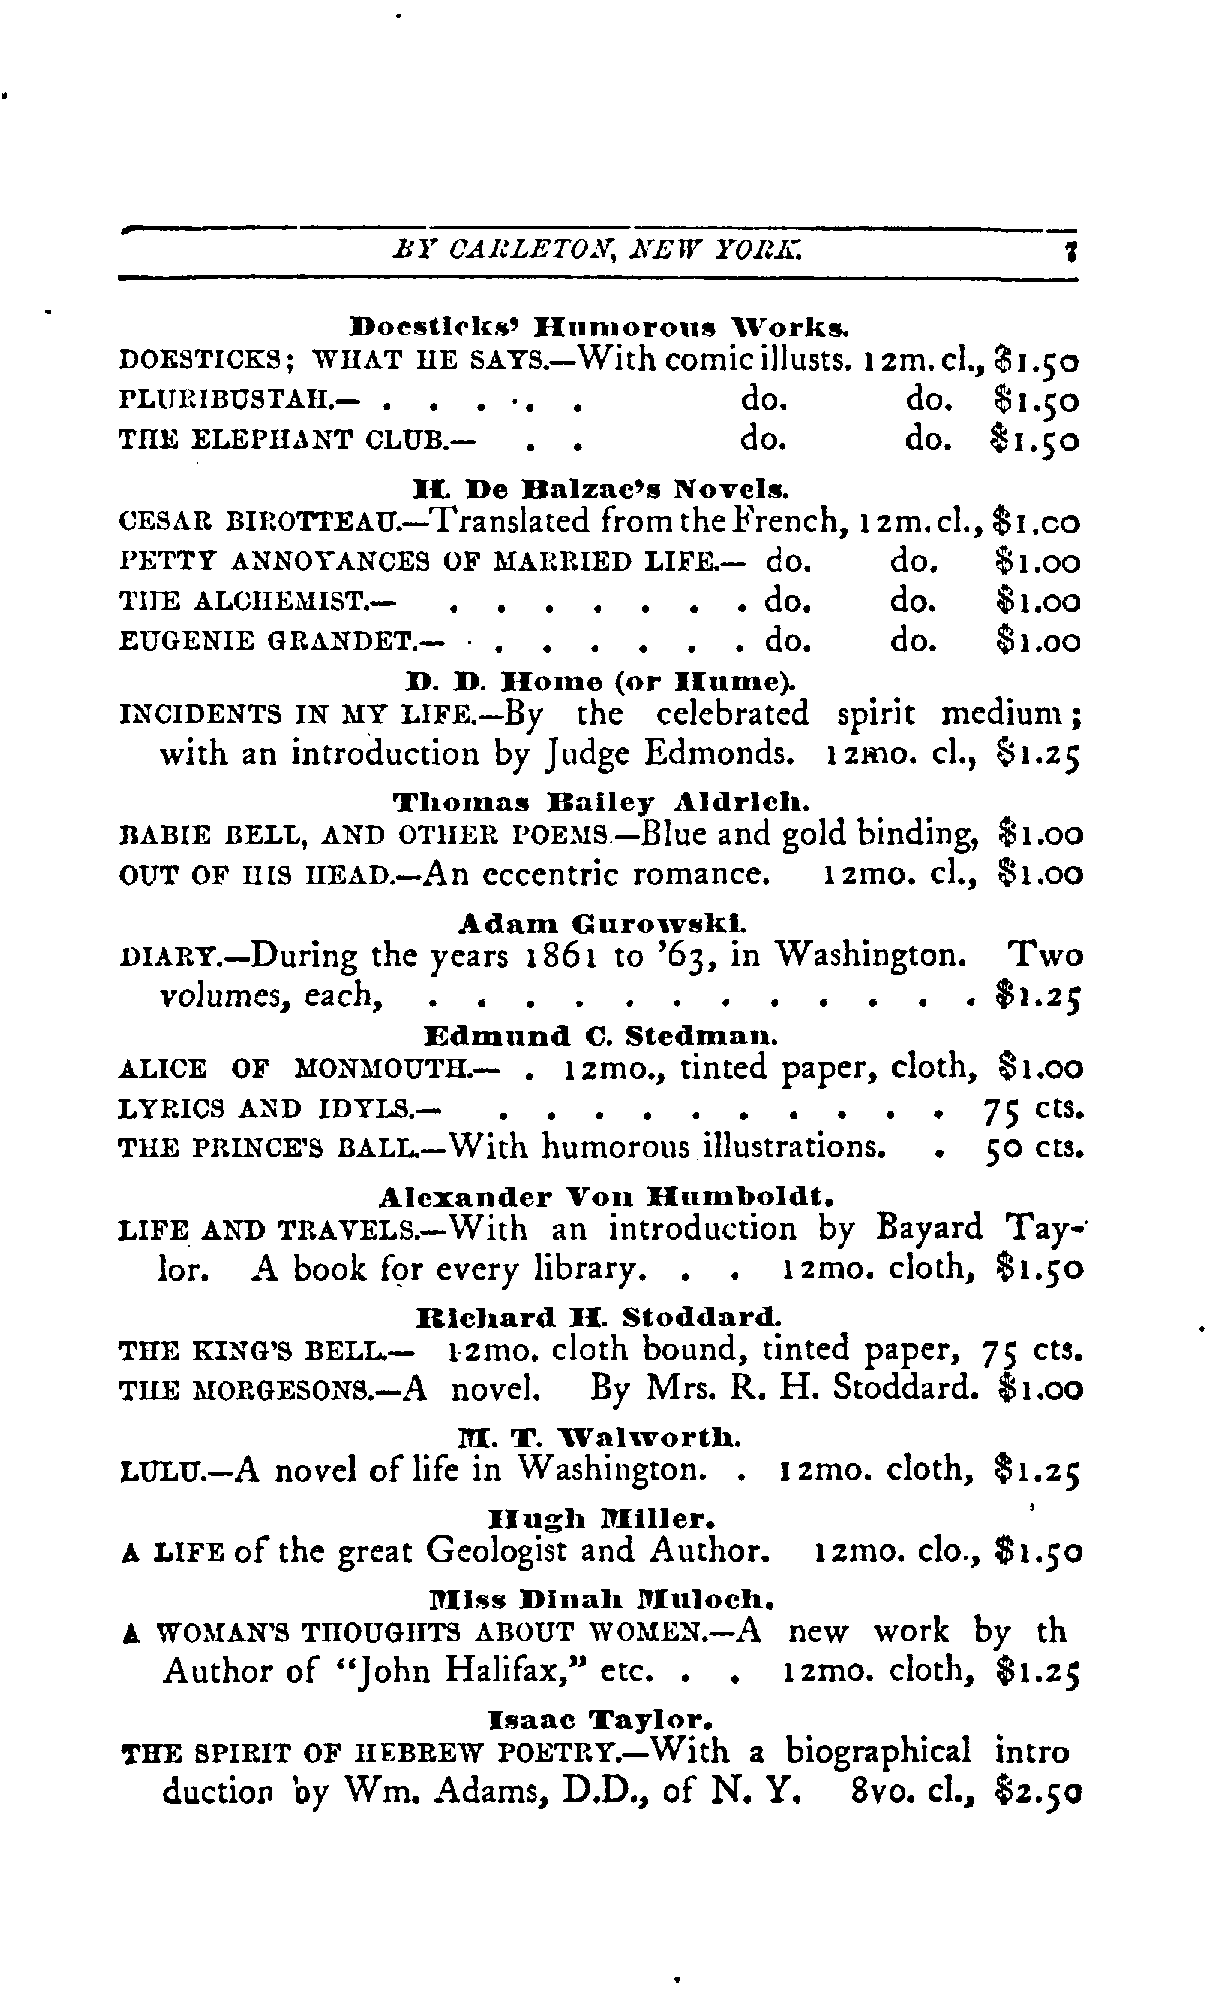 BY CARLETON, NEW YORK. 7
Doesticks' Humorous Works.
DOESTICKS; WHAT HE SAYS.—With comic illusts. 12m. cl., $1.50
PLURIBUSTAH.— . . . . . do. do. $1.50
THE ELEPHANT CLUB.— . . do. do. $1.50
H. De Balzac's Novels.
CESAR BIROTTEAU.—Translated from the French, 12m. cl., $1.00
PETTY ANNOYANCES OF MARRIED LIFE.— do. do. $1.00
THE ALCHEMIST.— . . . . . . . do. do. $1.00
EUGENIE GRANDET.— . . . . . . . do. do. $1.00
D. D. Home (or Hume).
INCIDENTS IN MY LIFE.—By the celebrated spirit medium;
with an introduction by Judge Edmonds. 12mo. cl., $1.25
Thomas Bailey Aldrich.
BABIE BELL, AND OTHER POEMS.—Blue and gold binding, $1.00
OUT OF HIS HEAD.—An eccentric romance. 12mo. cl., $1.00
Adam Gurowski.
DIARY.—During the years 1861 to '63, in Washington. Two
volumes, each, . . . . . . . . . . . . $1.25
Edmund C. Stedman.
ALICE OF MONMOUTH.— . 12mo., tinted paper, cloth, $1.00
LYRICS AND IDYLS.— . . . . . . . . . . 75 cts.
THE PRINCE'S BALL.—With humorous illustrations. . 50 cts.
Alexander Von Humboldt.
LIFE AND TRAVELS.—With an introduction by Bayard Tay-
lor. A book for every library. . . 12mo. cloth, $1.50
Richard H. Stoddard.
THE KING'S BELL.— 12mo. cloth bound, tinted paper, 75 cts.
THE MORGESONS.—A novel. By Mrs. R. H. Stoddard. $1.00
M. T. Walworth.
LULU.—A novel of life in Washington. . 12mo. cloth, $1.25
Hugh Miller.
A LIFE of the great Geologist and Author. 12mo. clo., $1.50
Miss Dinah Muloch.
A WOMAN'S THOUGHTS ABOUT WOMEN.—A new work by th
Author of "John Halifax," etc. . . 12mo. cloth, $1.25
Isaac Taylor.
THE SPIRIT OF HEBREW POETRY.—With a biographical intro
duction by Wm. Adams, D.D., of N. Y. 8vo. cl., $2.50